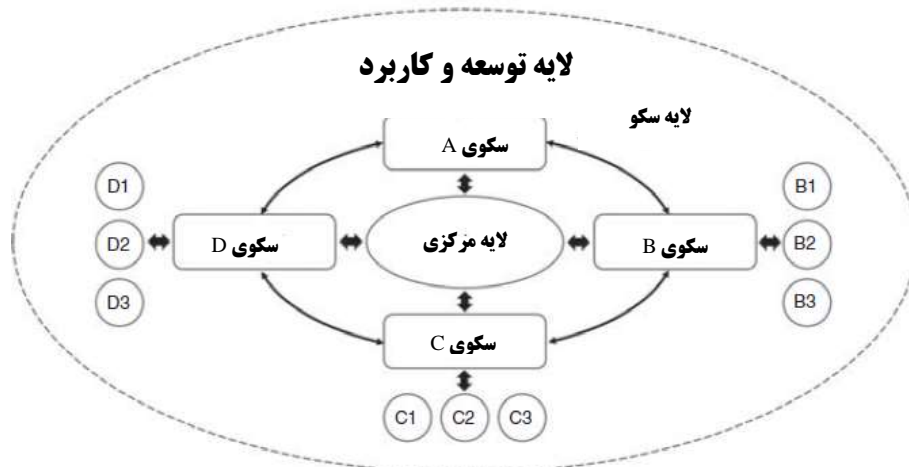 لایه توسعه و کاربرد
لایه سکو
سکوی A
D1
B1
D2
سکوی D
لایه مرکزی
سکوی B
B2
D3
B3
سکوی C
C1
C2
C3